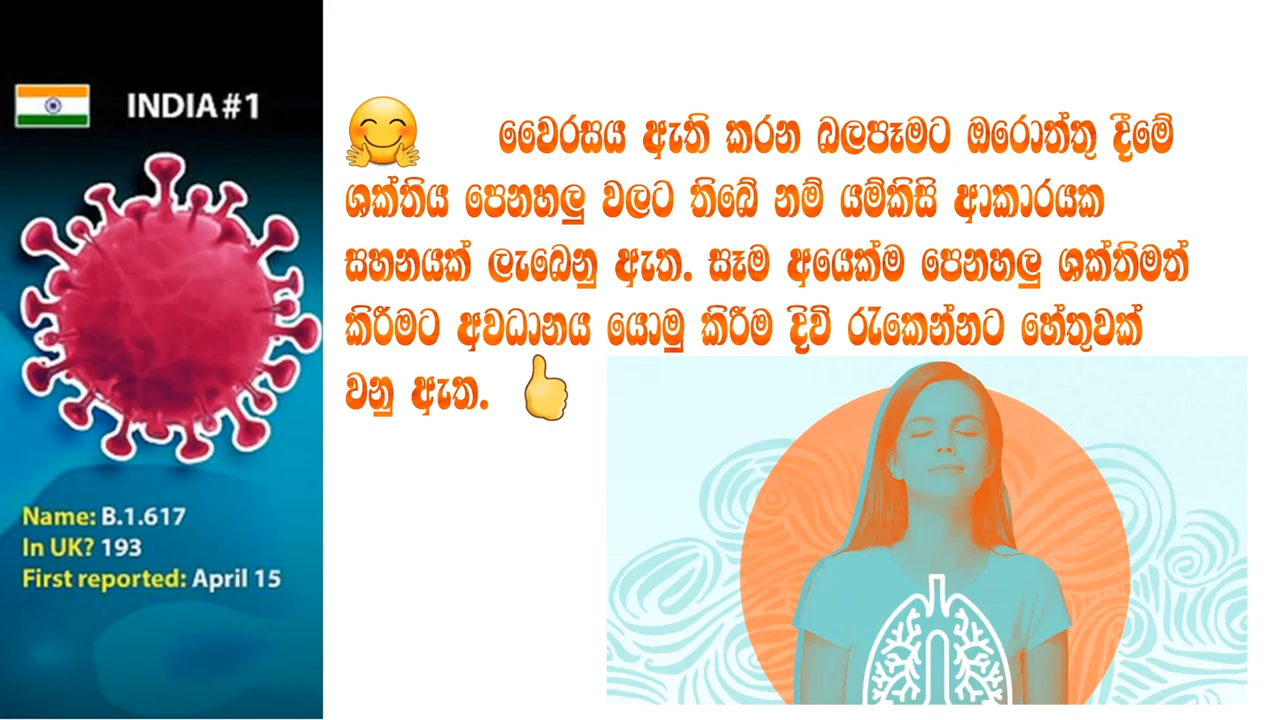 INDIA #1
Name: B.1.617
In UK? 193
First reported: April 15
වෛරසය ඇති කරන බලපෑමට ඔරොත්තු දීමේ
ශක්තිය පෙනහලු වලට තිබේ නම් යම්කිසි ආකාරයක
සහනයක් ලැබෙනු ඇත. සෑම අයෙක්ම පෙනහලු ශක්තිමත්
කිරීමට අවධානය යොමු කිරීම දිවි රැකෙන්නට හේතුවක්
වනු ඇත.